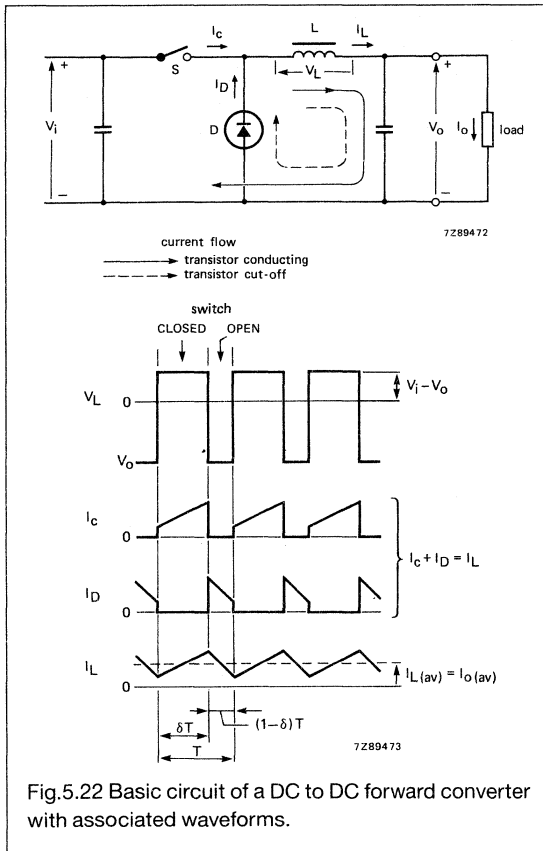 I_c L I_L
+ S V_L +
I_D
V_i D V_o I_o load
− −
7Z89472
current flow
transistor conducting
transistor cut-off
switch
CLOSED OPEN
V_L 0 V_i − V_o
V_o
I_c
0
I_c + I_D = I_L
I_D
0
I_L
I_L(av) = I_o(av)
0
δT (1−δ)T
T 7Z89473
Fig.5.22 Basic circuit of a DC to DC forward converter
with associated waveforms.